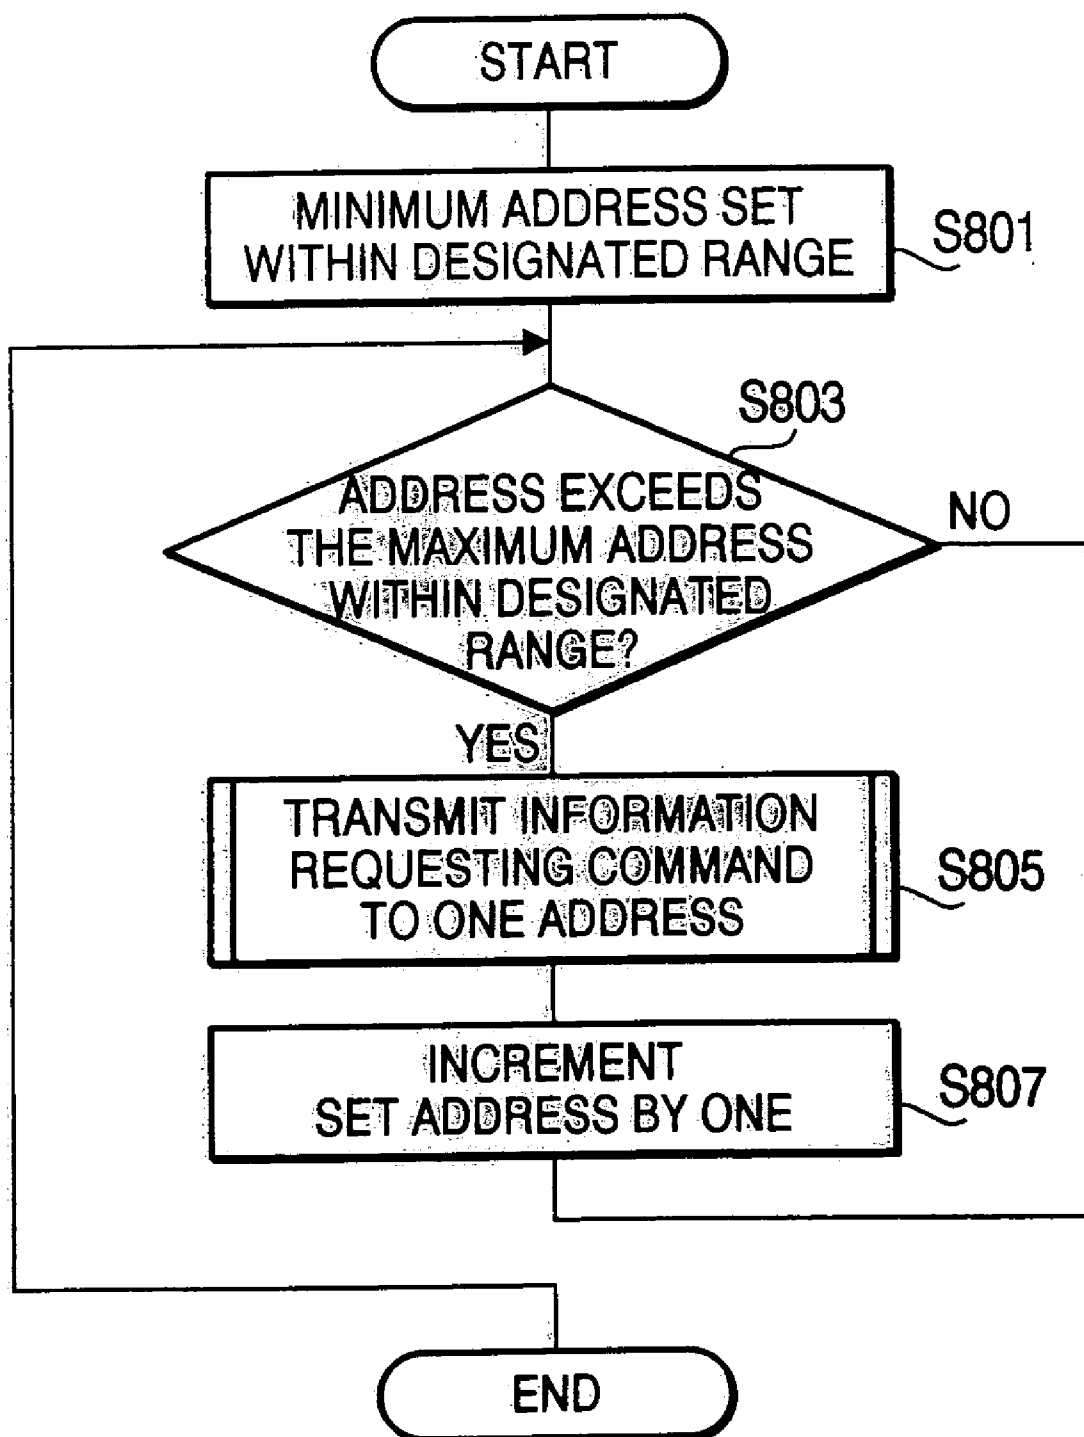 START
MINIMUM ADDRESS SET
WITHIN DESIGNATED RANGE
S801
S803
ADDRESS EXCEEDS
THE MAXIMUM ADDRESS
WITHIN DESIGNATED
RANGE?
NO
YES
TRANSMIT INFORMATION
REQUESTING COMMAND
TO ONE ADDRESS
S805
INCREMENT
SET ADDRESS BY ONE
S807
END